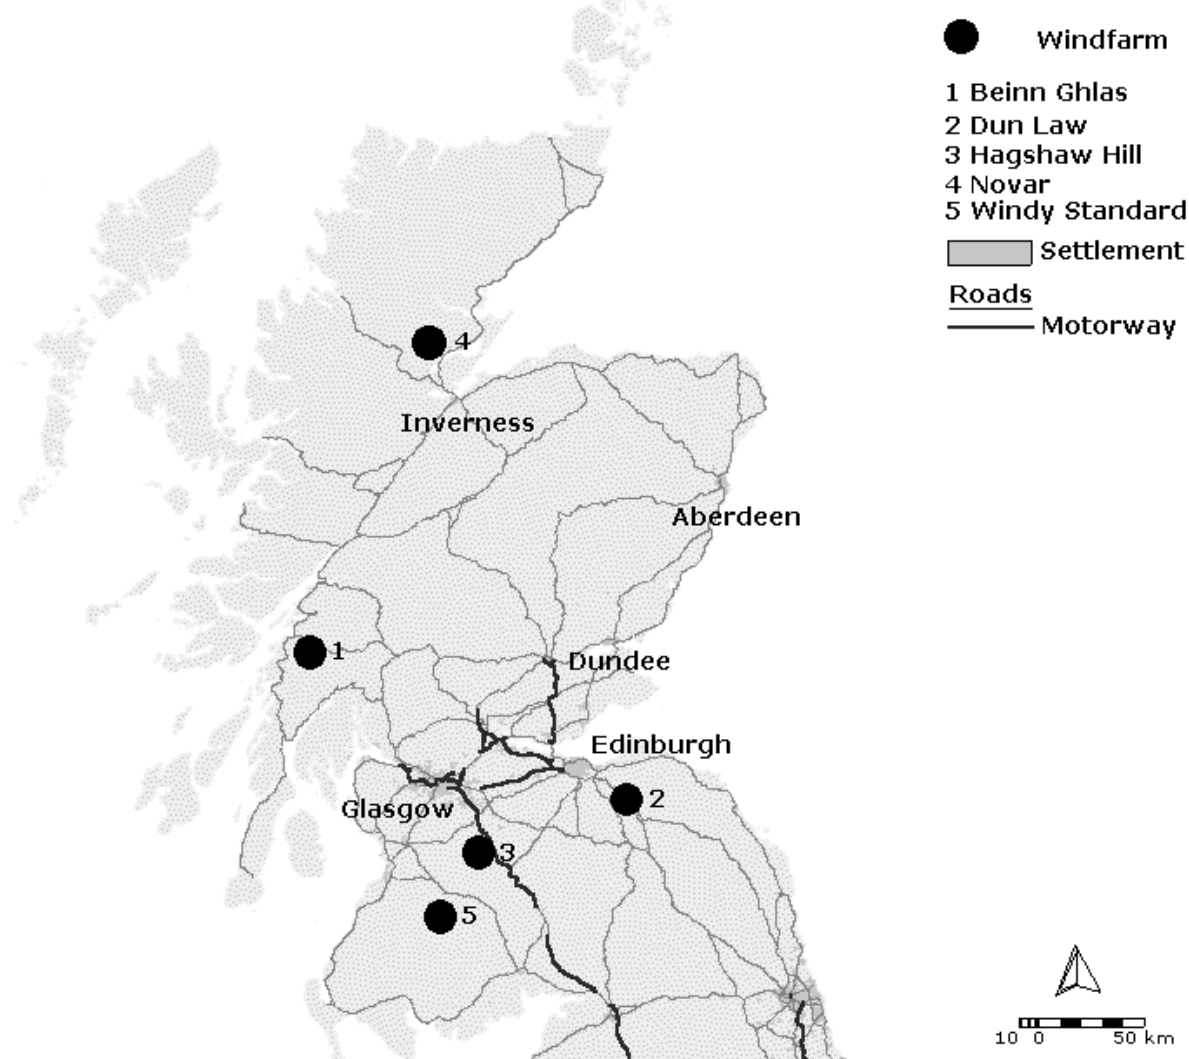 Windfarm
1 Beinn Ghlas
2 Dun Law
3 Hagshaw Hill
4 Novar
5 Windy Standard
Settlement
Roads
Motorway
4
Inverness
Aberdeen
1
Dundee
Edinburgh
2
Glasgow
3
5
10 0 50 km